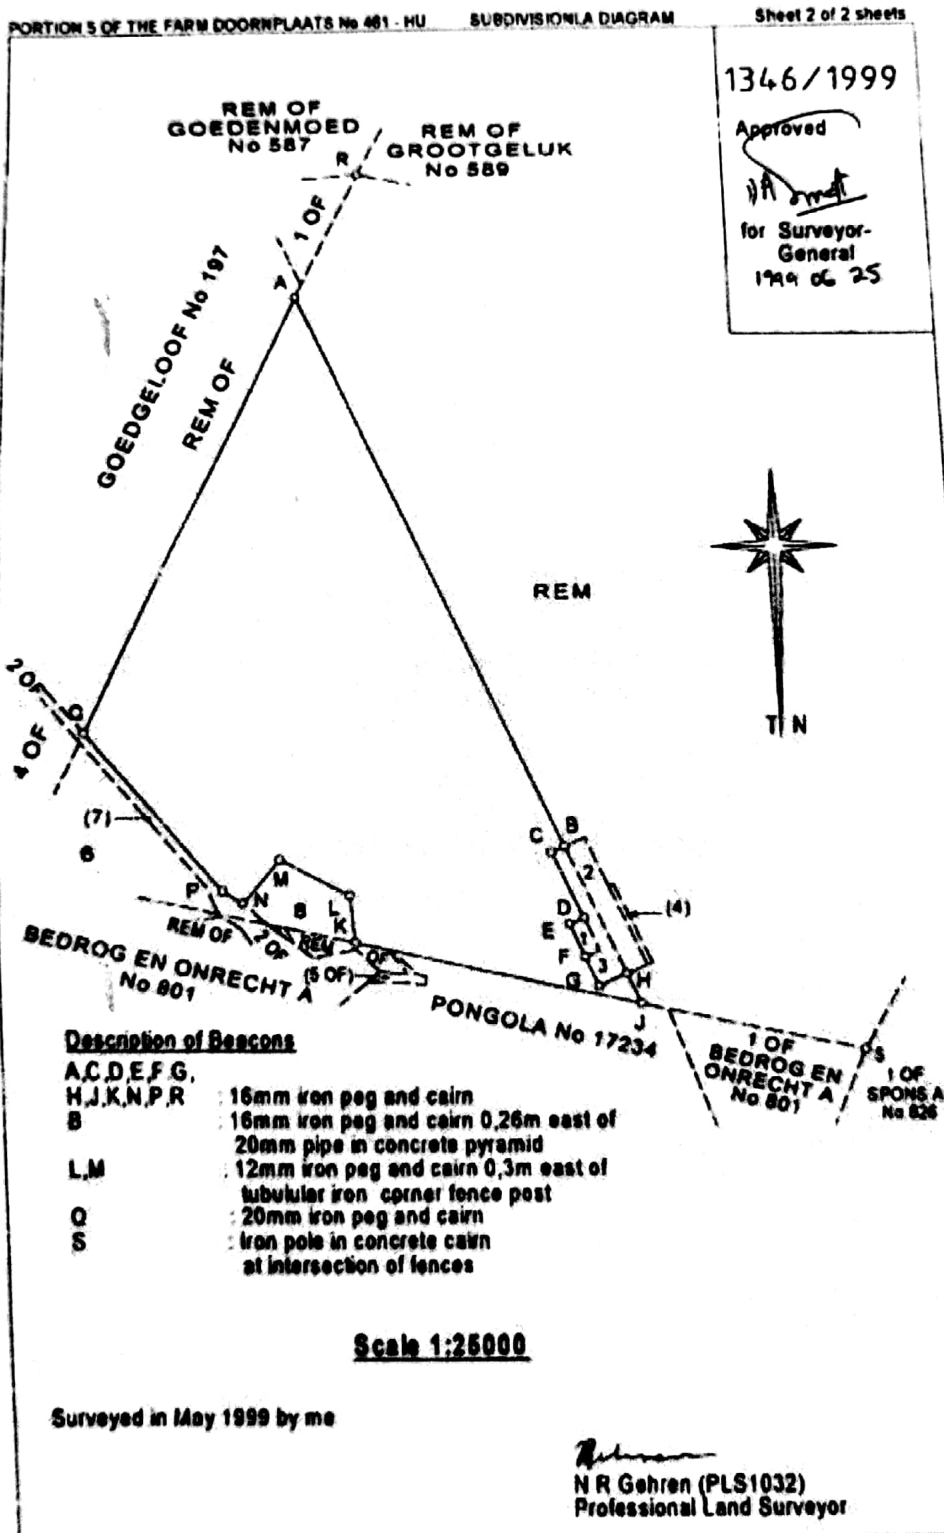 PORTION 5 OF THE FARM DOORNPLAATS No 461 - HU SUBDIVISIONLA DIAGRAM Sheet 2 of 2 sheets
1346/1999
Approved
for Surveyor-
General
1999 06 25
REM OF
GOEDENMOED
No 587
REM OF
GROOTGELUK
No 589
R
1 OF
A
GOEDGELOOF No 197
REM OF
REM
T N
2 OF
4 OF
Q
(7)
6
P
N
M
8
L
K
REM OF
2 OF
REM
OF
(5 OF)
BEDROG EN ONRECHT A
No 801
PONGOLA No 17234
C
B
2
(4)
D
E
1
F
3
G
H
J
1 OF
BEDROG EN
ONRECHT A
No 801
S
1 OF
SPONS A
No 826
Description of Beacons
A,C,D,E,F,G,
H,J,K,N,P,R : 16mm iron peg and cairn
B : 16mm iron peg and cairn 0,26m east of
20mm pipe in concrete pyramid
L,M : 12mm iron peg and cairn 0,3m east of
tubulular iron corner fence post
Q : 20mm iron peg and cairn
S : Iron pole in concrete cairn
at intersection of fences
Scale 1:25000
Surveyed in May 1999 by me
N R Gehren (PLS1032)
Professional Land Surveyor